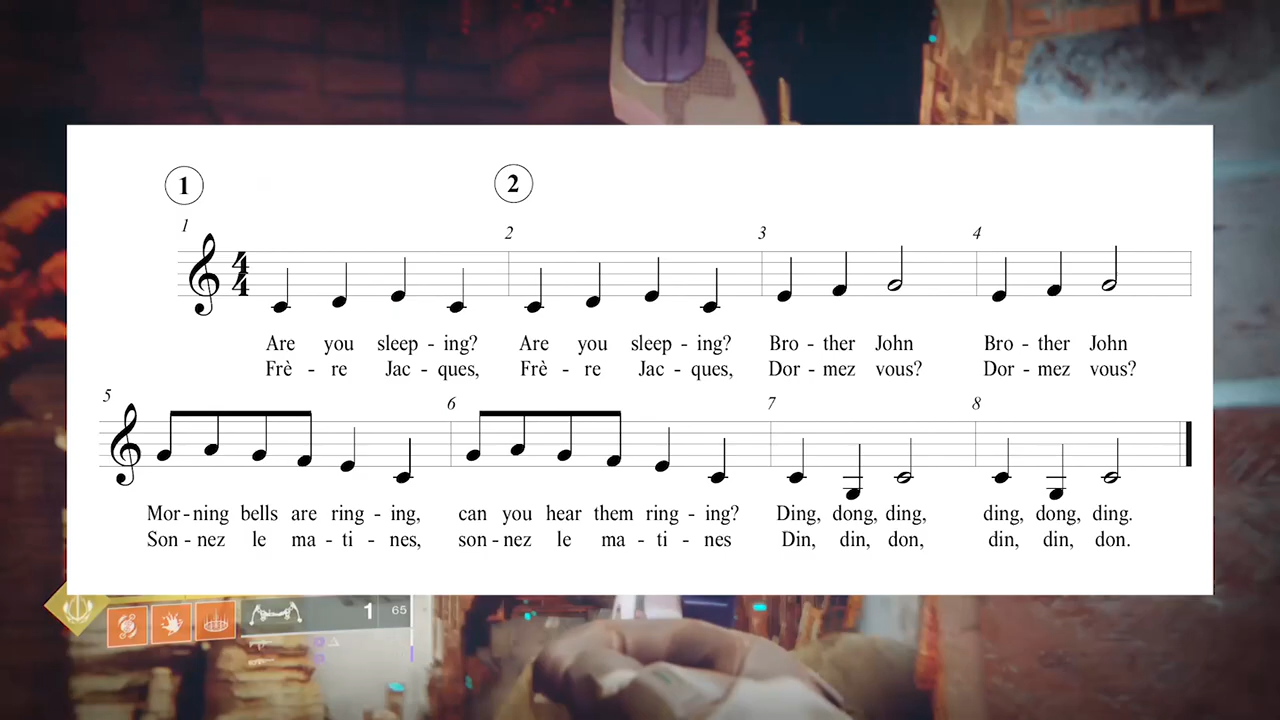 1 2
1 2 3 4
4
4
Are you sleep - ing? Are you sleep - ing? Bro - ther John Bro - ther John
Frè - re Jac - ques, Frè - re Jac - ques, Dor - mez vous? Dor - mez vous?
5 6 7 8
Mor - ning bells are ring - ing, can you hear them ring - ing? Ding, dong, ding, ding, dong, ding.
Son - nez le ma - ti - nes, son - nez le ma - ti - nes Din, din, don, din, din, don.
1 65